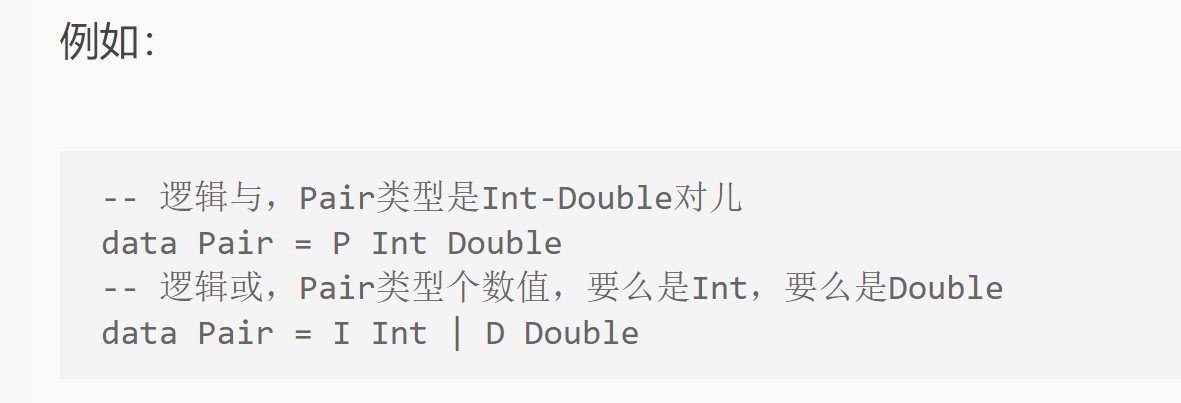 例如：
-- 逻辑与，Pair类型是Int-Double对儿
data Pair = P Int Double
-- 逻辑或，Pair类型个数值，要么是Int，要么是Double
data Pair = I Int | D Double